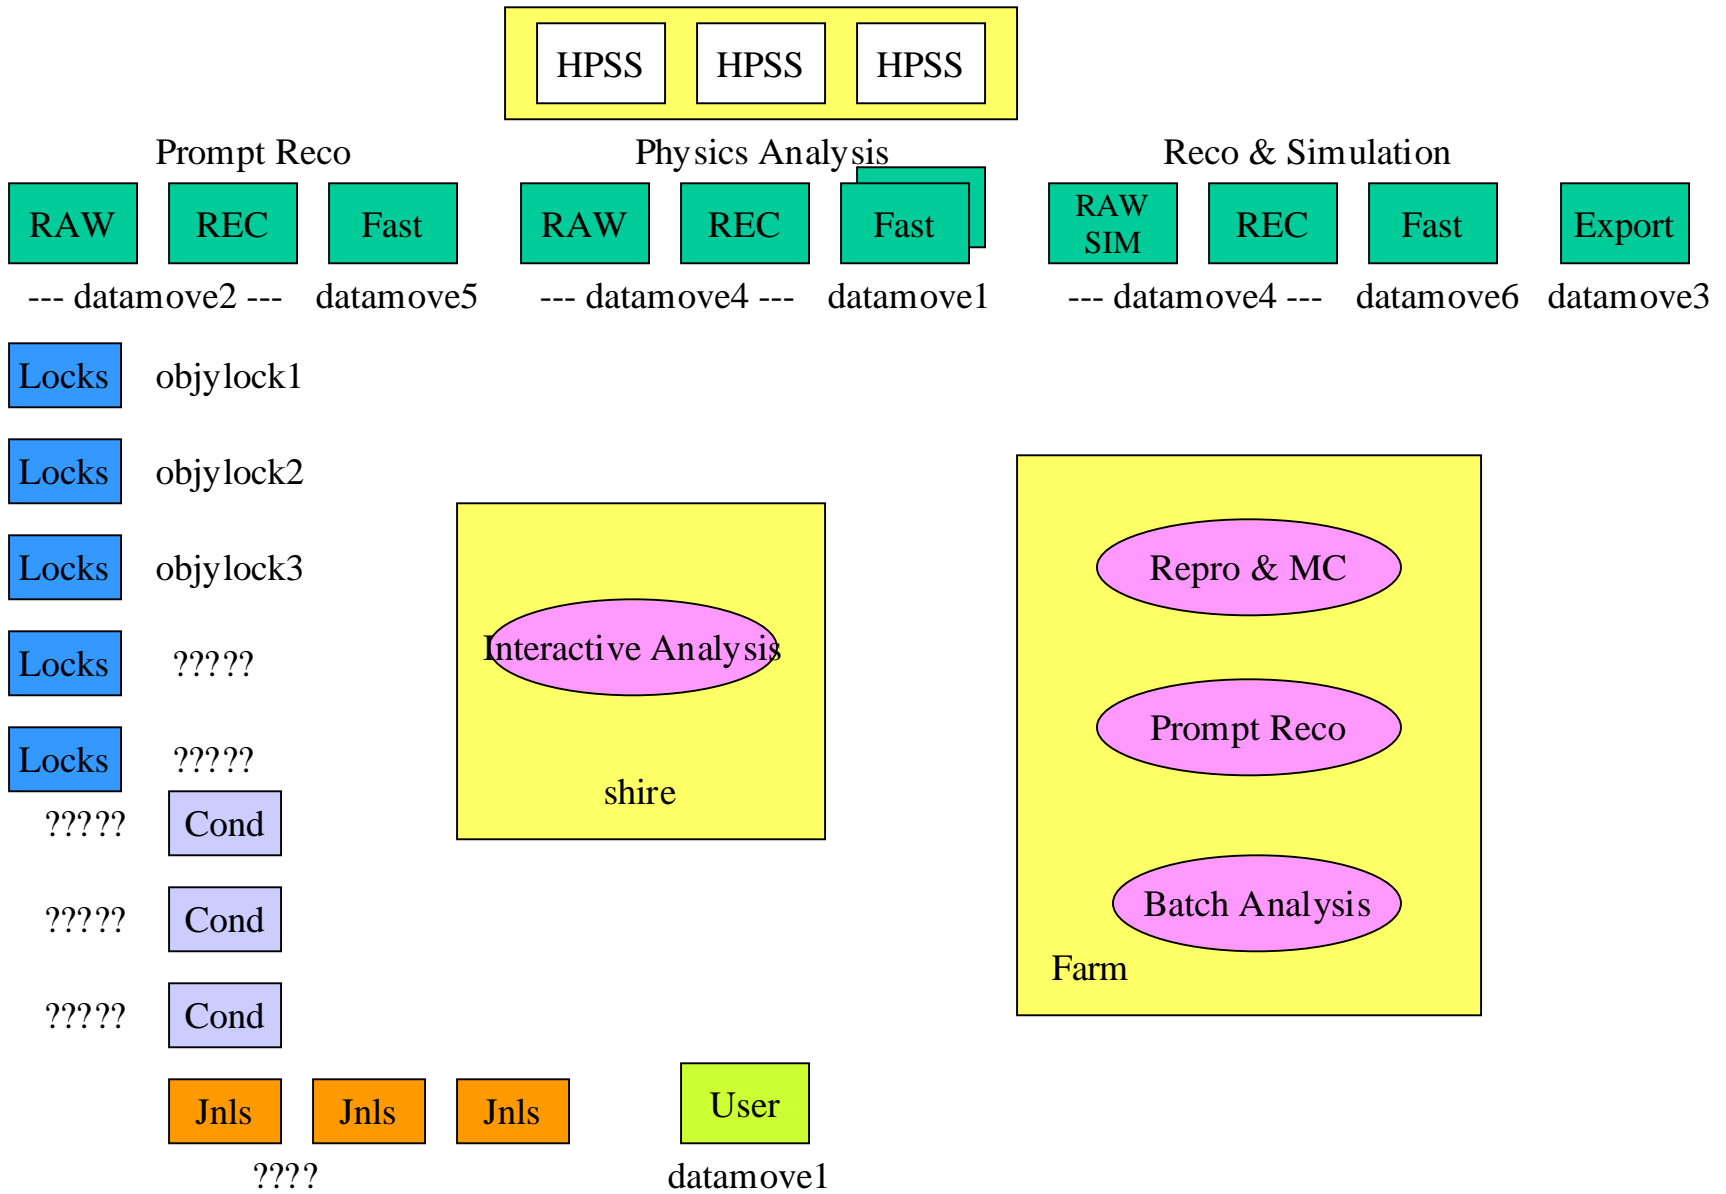 HPSS HPSS HPSS
Prompt Reco Physics Analysis Reco & Simulation
RAW REC Fast RAW REC Fast RAW SIM REC Fast Export
--- datamove2 --- datamove5 --- datamove4 --- datamove1 --- datamove4 --- datamove6 datamove3
Locks objylock1
Locks objylock2
Locks objylock3
Repro & MC
Locks ?????
Interactive Analysis
Prompt Reco
Locks ?????
shire
????? Cond
????? Cond
Batch Analysis
Farm
????? Cond
Jnls Jnls Jnls User
???? datamove1